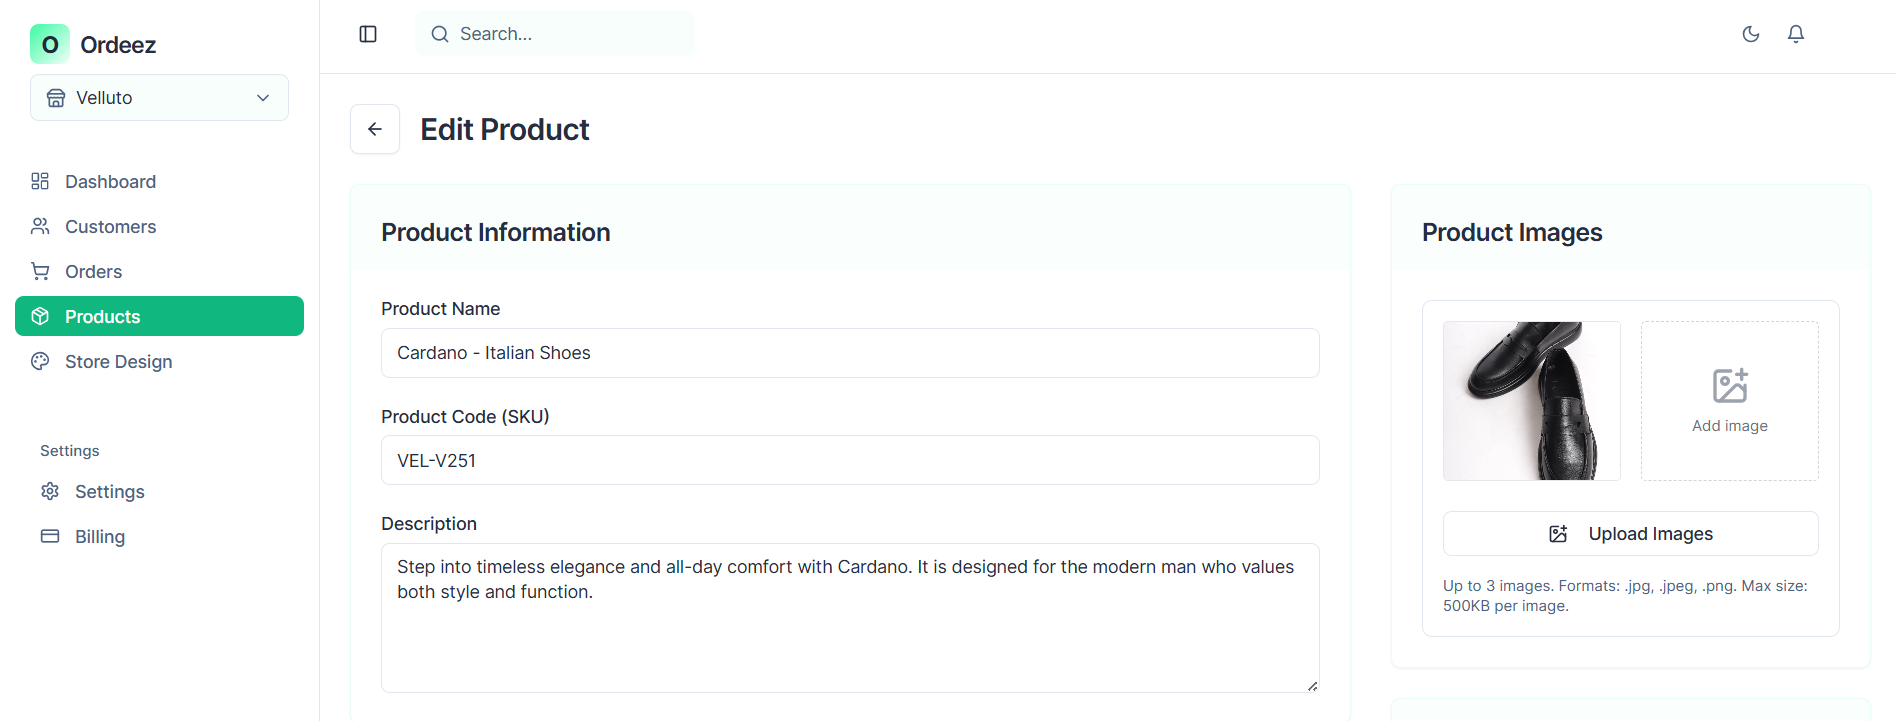 O Ordeez
Velluto
Dashboard
Customers
Orders
Products
Store Design
Settings
Settings
Billing
Search...
Edit Product
Product Information
Product Name
Cardano - Italian Shoes
Product Code (SKU)
VEL-V251
Description
Step into timeless elegance and all-day comfort with Cardano. It is designed for the modern man who values
both style and function.
Product Images
Add image
Upload Images
Up to 3 images. Formats: .jpg, .jpeg, .png. Max size:
500KB per image.